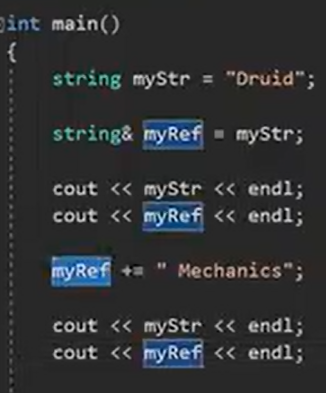 int main()
{
string myStr = "Druid";
string& myRef = myStr;
cout << myStr << endl;
cout << myRef << endl;
myRef += " Mechanics";
cout << myStr << endl;
cout << myRef << endl;